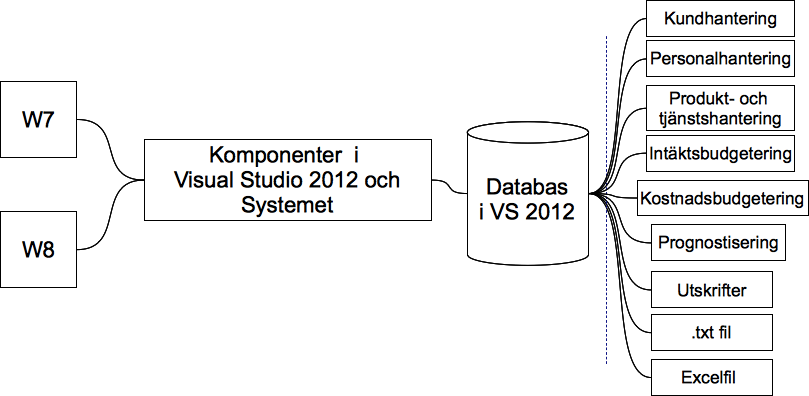 W7
W8
Komponenter i
Visual Studio 2012 och
Systemet
Databas
i VS 2012
Kundhantering
Personalhantering
Produkt- och
tjänstshantering
Intäktsbudgetering
Kostnadsbudgetering
Prognostisering
Utskrifter
.txt fil
Excelfil